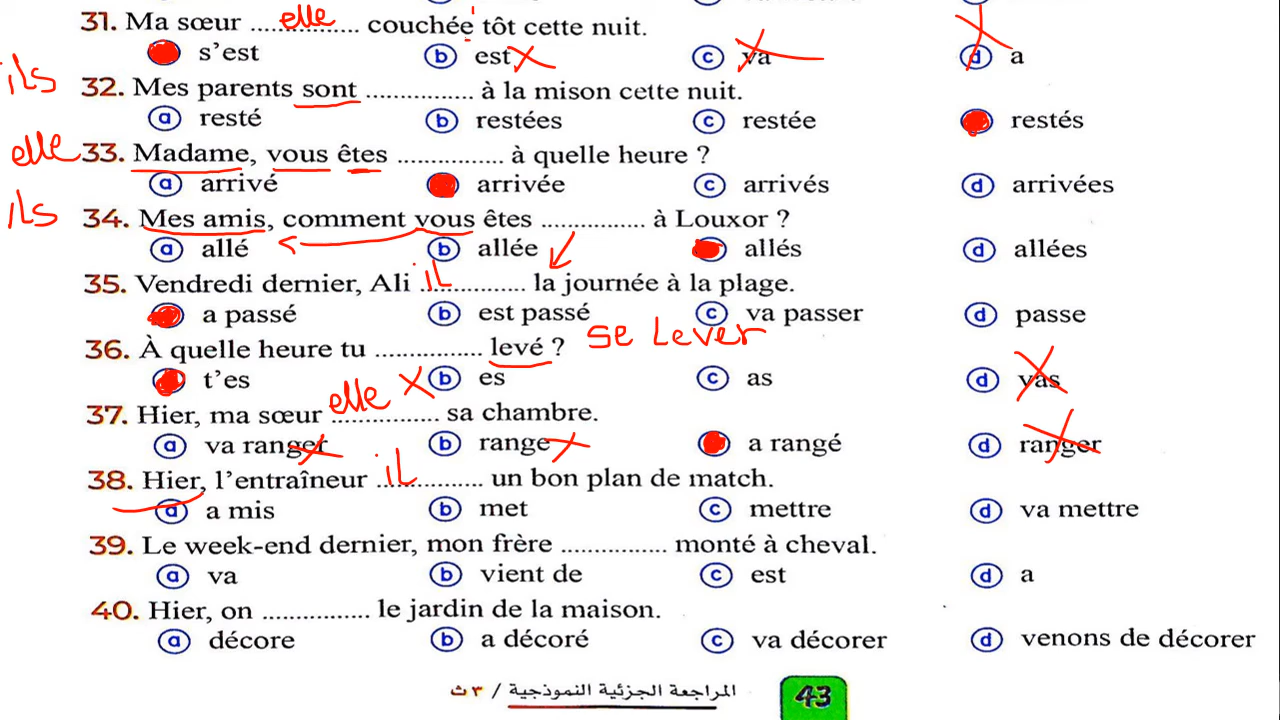 31. Ma sœur .................. couchée tôt cette nuit.
elle
s’est b est c va d a
ils
32. Mes parents sont ................ à la mison cette nuit.
a resté b restées c restée restés
elle
33. Madame, vous êtes ................ à quelle heure ?
a arrivé arrivée c arrivés d arrivées
ils
34. Mes amis, comment vous êtes ................ à Louxor ?
a allé b allée allés d allées
35. Vendredi dernier, Ali ................ la journée à la plage.
il
a passé b est passé c va passer d passe
36. À quelle heure tu ................ levé ?
se Lever
t’es b es c as d vas
37. Hier, ma sœur ................ sa chambre.
elle
a va ranger b range a rangé d ranger
38. Hier, l’entraîneur ................ un bon plan de match.
il
a a mis b met c mettre d va mettre
39. Le week-end dernier, mon frère ................ monté à cheval.
a va b vient de c est d a
40. Hier, on ................ le jardin de la maison.
a décore b a décoré c va décorer d venons de décorer
المراجعة الجزئية النموذجية / ٣ ث
43